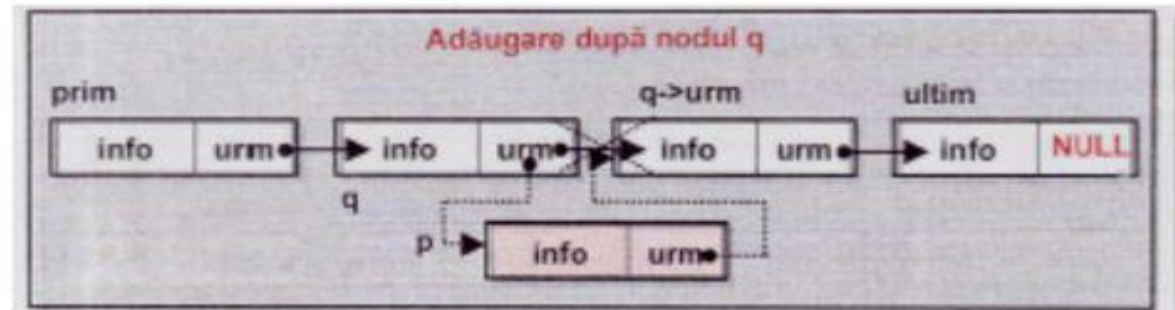 Adăugare după nodul q
prim q->urm ultim
info urm info urm info urm info NULL
q
p info urm